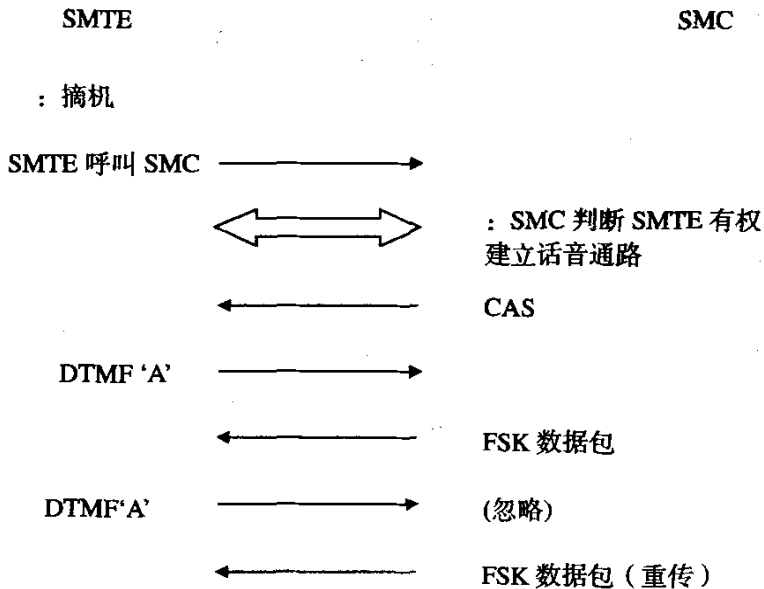 SMTE SMC
：摘机
SMTE 呼叫 SMC
：SMC 判断 SMTE 有权
建立话音通路
CAS
DTMF ‘A’
FSK 数据包
DTMF‘A’ (忽略)
FSK 数据包（重传）